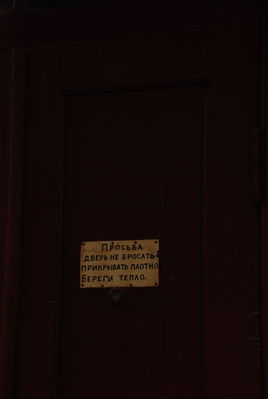 Просьба
дверь не бросать!
прикрывать плотно
Береги тепло.